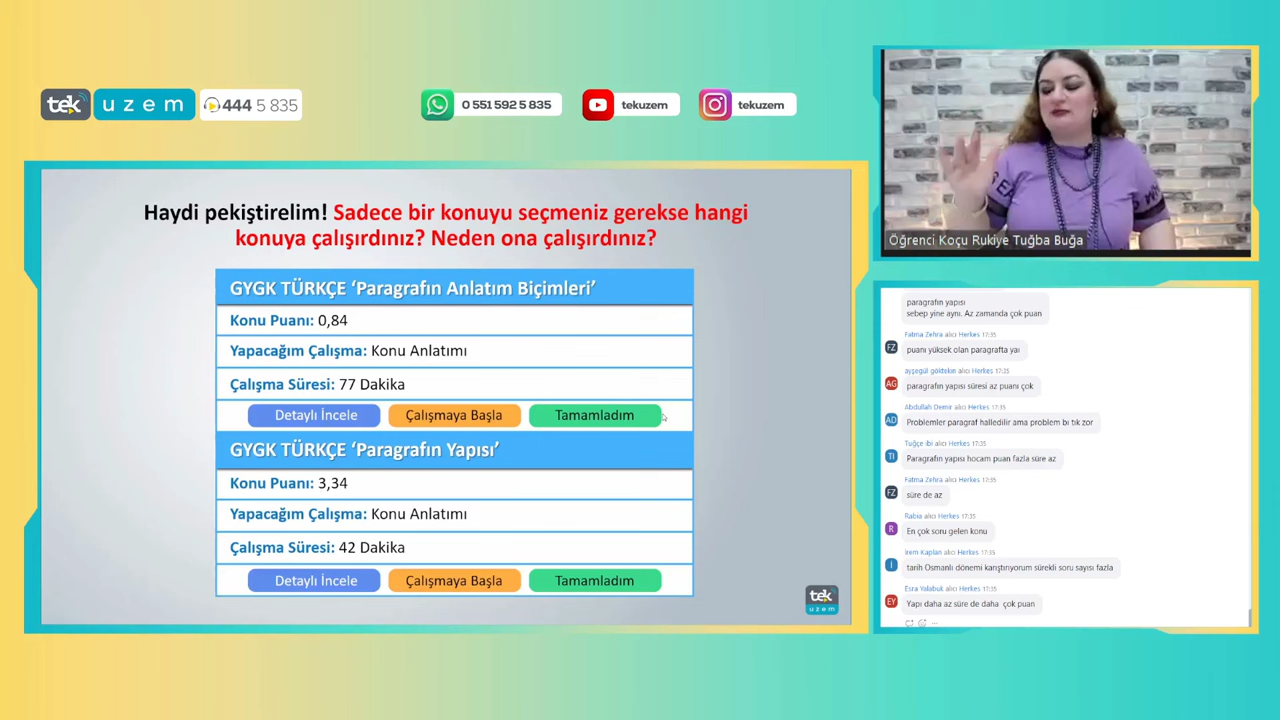 tek uzem 444 5 835
0 551 592 5 835
tekuzem
tekuzem
Haydi pekiştirelim! Sadece bir konuyu seçmeniz gerekse hangi
konuya çalışırdınız? Neden ona çalışırdınız?
GYGK TÜRKÇE ‘Paragrafın Anlatım Biçimleri’
Konu Puanı: 0,84
Yapacağım Çalışma: Konu Anlatımı
Çalışma Süresi: 77 Dakika
Detaylı İncele Çalışmaya Başla Tamamladım
GYGK TÜRKÇE ‘Paragrafın Yapısı’
Konu Puanı: 3,34
Yapacağım Çalışma: Konu Anlatımı
Çalışma Süresi: 42 Dakika
Detaylı İncele Çalışmaya Başla Tamamladım
tek
uzem
Öğrenci Koçu Rukiye Tuğba Buğa
paragrafın yapısı
sebep yine aynı. Az zamanda çok puan
Fatma Zehra alıcı Herkes 17:35
FZ
puanı yüksek olan paragrafta yaı
ayşegül göktekın alıcı Herkes 17:35
AG
paragrafın yapısı süresi az puanı çok
Abdullah Demır alıcı Herkes 17:35
AD
Problemler paragraf halledilir ama problem bı tık zor
Tuğçe ibi alıcı Herkes 17:35
TI
Paragrafın yapısı hocam puan fazla süre az
Fatma Zehra alıcı Herkes 17:35
FZ
süre de az
Rabia alıcı Herkes 17:35
R
En çok soru gelen konu
İrem Kaplan alıcı Herkes 17:35
İ
tarih Osmanlı dönemi karıştırıyorum sürekli soru sayısı fazla
Esra Yalabuk alıcı Herkes 17:35
EY
Yapı daha az süre de daha çok puan